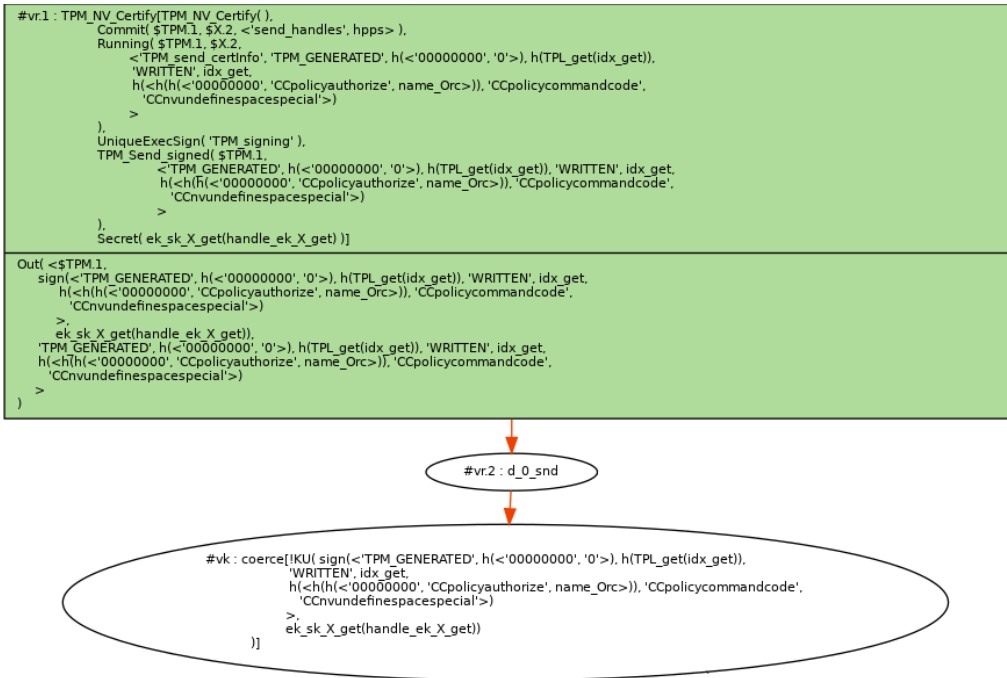 #vr.1 : TPM_NV_Certify[TPM_NV_Certify( ),
Commit( $TPM.1, $X.2, <'send_handles', hpps> ),
Running( $TPM.1, $X.2,
<'TPM_send_certInfo', 'TPM_GENERATED', h(<'00000000', '0'>), h(TPL_get(idx_get)),
'WRITTEN', idx_get,
h(<h(h(<'00000000', 'CCpolicyauthorize', name_Orc>)), 'CCpolicycommandcode',
'CCnvundefinespacespecial'>)
>
),
UniqueExecSign( 'TPM_signing' ),
TPM_Send_signed( $TPM.1,
<'TPM_GENERATED', h(<'00000000', '0'>), h(TPL_get(idx_get)), 'WRITTEN', idx_get,
h(<h(h(<'00000000', 'CCpolicyauthorize', name_Orc>)), 'CCpolicycommandcode',
'CCnvundefinespacespecial'>)
>
),
Secret( ek_sk_X_get(handle_ek_X_get) )]
Out( <$TPM.1,
sign(<'TPM_GENERATED', h(<'00000000', '0'>), h(TPL_get(idx_get)), 'WRITTEN', idx_get,
h(<h(h(<'00000000', 'CCpolicyauthorize', name_Orc>)), 'CCpolicycommandcode',
'CCnvundefinespacespecial'>)
>,
ek_sk_X_get(handle_ek_X_get)),
'TPM_GENERATED', h(<'00000000', '0'>), h(TPL_get(idx_get)), 'WRITTEN', idx_get,
h(<h(h(<'00000000', 'CCpolicyauthorize', name_Orc>)), 'CCpolicycommandcode',
'CCnvundefinespacespecial'>)
>
)
#vr.2 : d_0_snd
#vk : coerce[!KU( sign(<'TPM_GENERATED', h(<'00000000', '0'>), h(TPL_get(idx_get)),
'WRITTEN', idx_get,
h(<h(h(<'00000000', 'CCpolicyauthorize', name_Orc>)), 'CCpolicycommandcode',
'CCnvundefinespacespecial'>)
>,
ek_sk_X_get(handle_ek_X_get))
)]